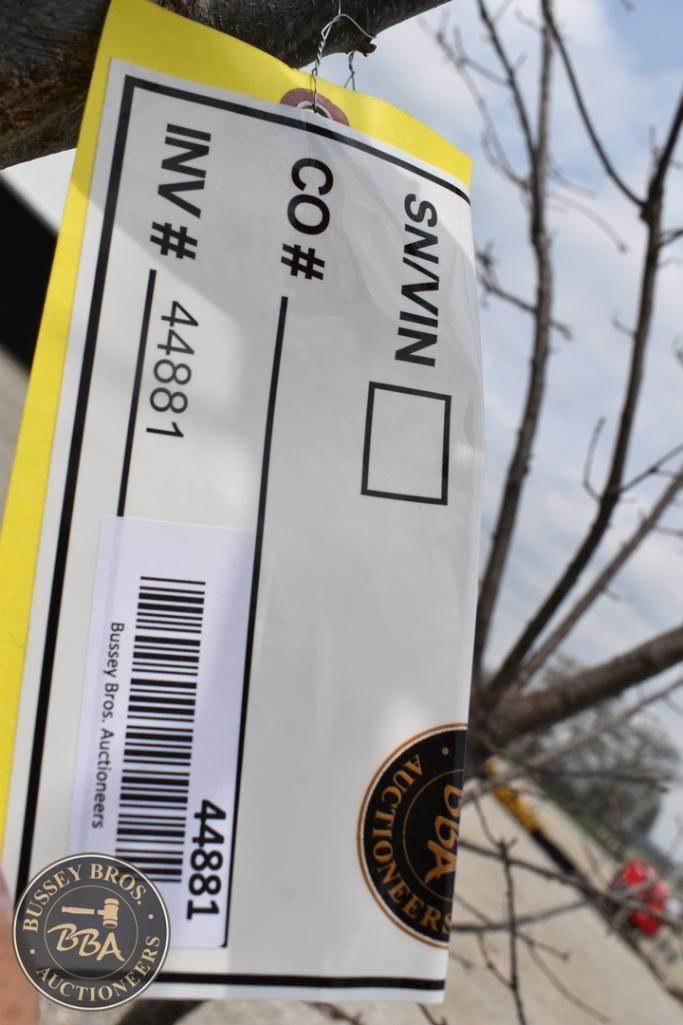 SN/VIN
CO #
INV # 44881
44881
Bussey Bros. Auctioneers
BBA
AUCTIONEERS
BUSSEY BROS.
BBA
AUCTIONEERS